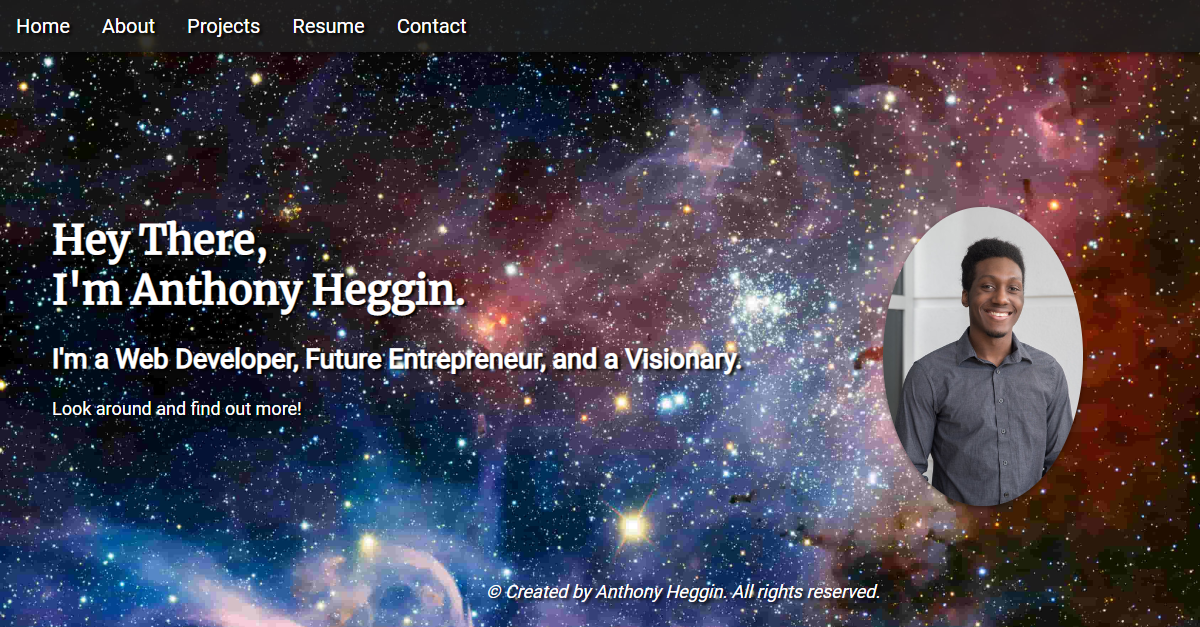 Home About Projects Resume Contact
Hey There,
I'm Anthony Heggin.
I'm a Web Developer, Future Entrepreneur, and a Visionary.
Look around and find out more!
© Created by Anthony Heggin. All rights reserved.